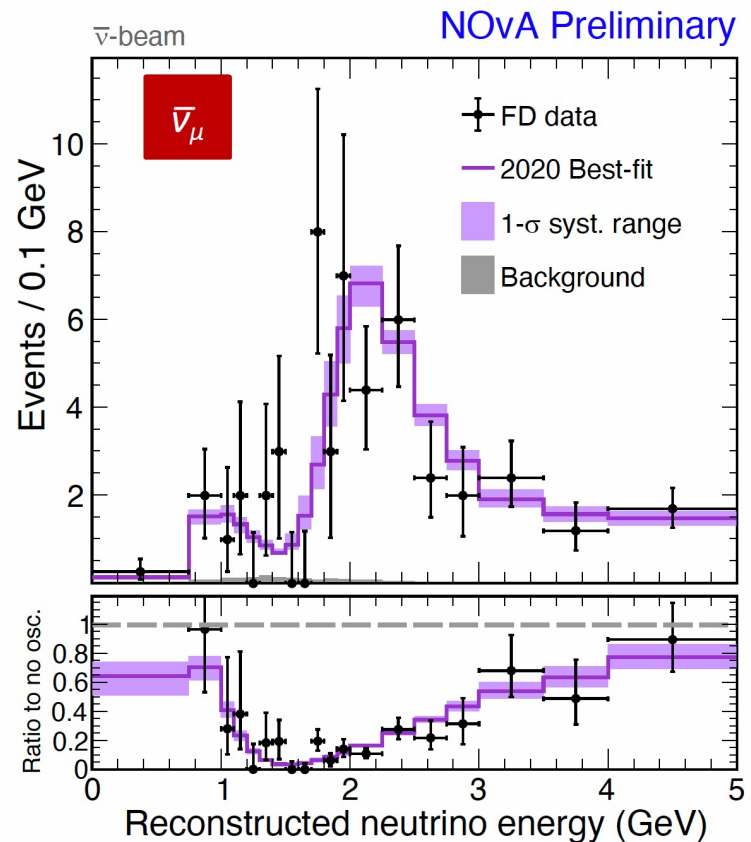 ν̄-beam
NOvA Preliminary
ν̄μ
FD data
2020 Best-fit
1-σ syst. range
Background
Events / 0.1 GeV
10
8
6
4
2
Ratio to no osc.
1
0.8
0.6
0.4
0.2
0
0 1 2 3 4 5
Reconstructed neutrino energy (GeV)